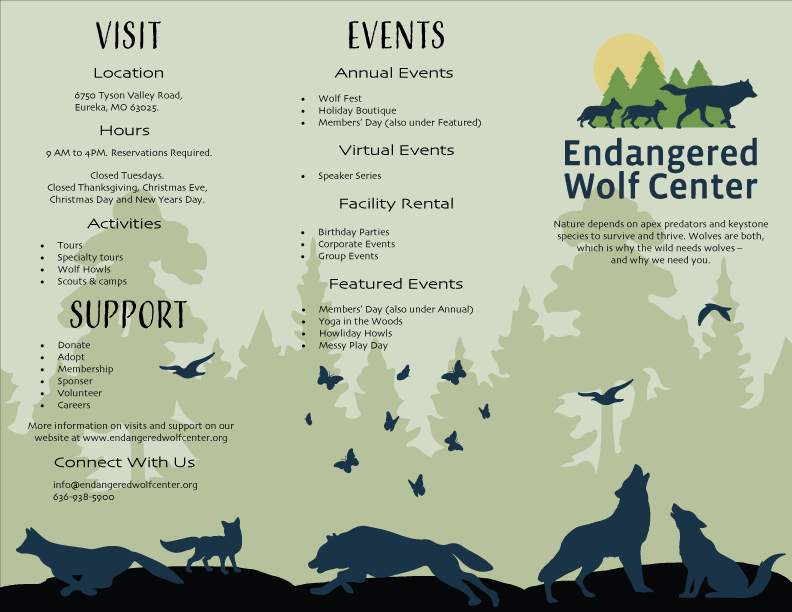 VISIT
Location
6750 Tyson Valley Road,
Eureka, MO 63025.
Hours
9 AM to 4PM. Reservations Required.
Closed Tuesdays.
Closed Thanksgiving, Christmas Eve,
Christmas Day and New Years Day.
Activities
• Tours
• Specialty tours
• Wolf Howls
• Scouts & camps
SUPPORT
• Donate
• Adopt
• Membership
• Sponser
• Volunteer
• Careers
More information on visits and support on our
website at www.endangeredwolfcenter.org
Connect With Us
info@endangeredwolfcenter.org
636-938-5900
EVENTS
Annual Events
• Wolf Fest
• Holiday Boutique
• Members' Day (also under Featured)
Virtual Events
• Speaker Series
Facility Rental
• Birthday Parties
• Corporate Events
• Group Events
Featured Events
• Members' Day (also under Annual)
• Yoga in the Woods
• Howliday Howls
• Messy Play Day
Endangered
Wolf Center
Nature depends on apex predators and keystone
species to survive and thrive. Wolves are both,
which is why the wild needs wolves –
and why we need you.